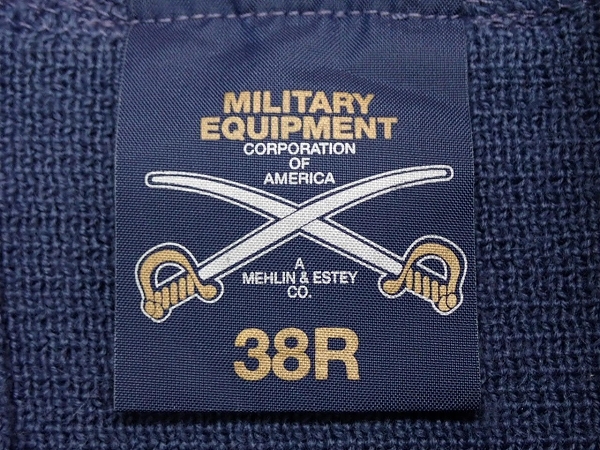 MILITARY
EQUIPMENT
CORPORATION
OF
AMERICA
A
MEHLIN & ESTEY
CO.
38R